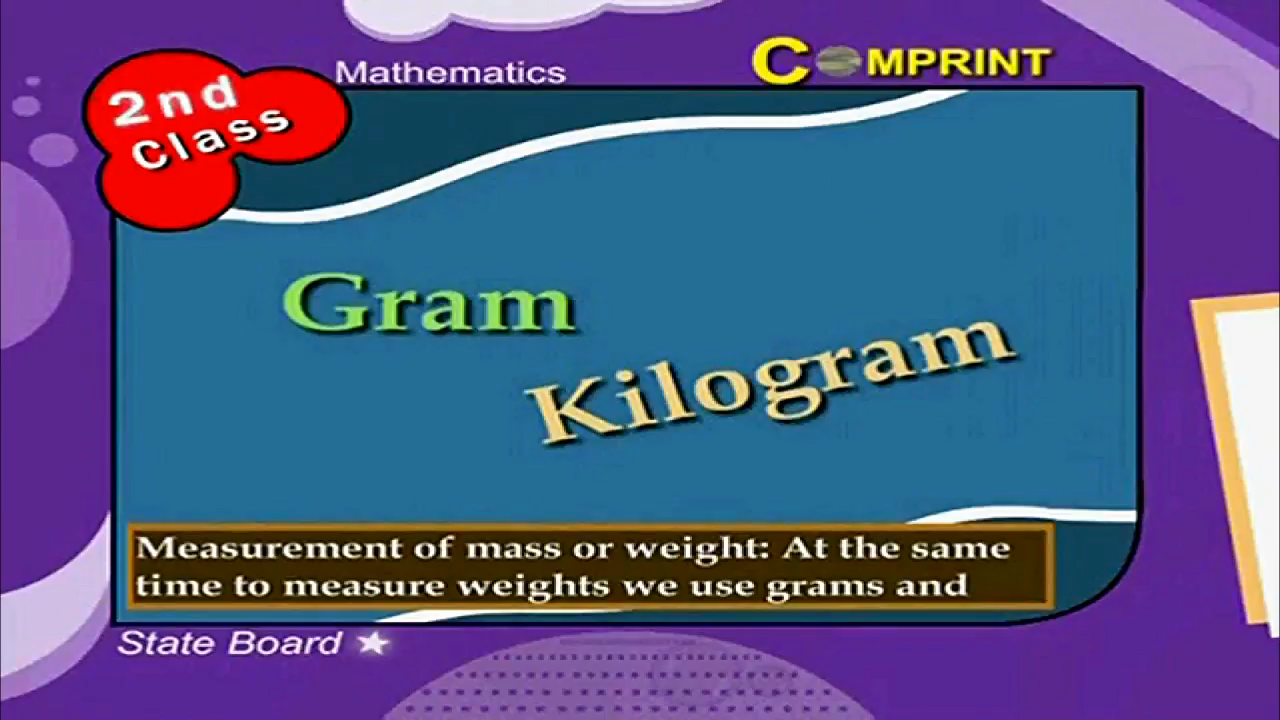 Mathematics
COMPRINT
2nd
Class
Gram
Kilogram
Measurement of mass or weight: At the same
time to measure weights we use grams and
State Board